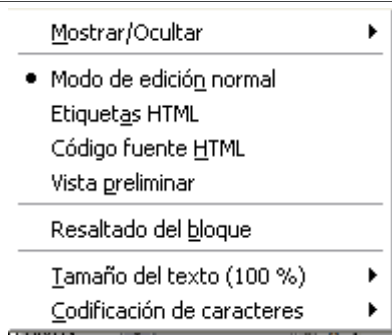 Mostrar/Ocultar
Modo de edición normal
Etiquetas HTML
Código fuente HTML
Vista preliminar
Resaltado del bloque
Tamaño del texto (100 %)
Codificación de caracteres